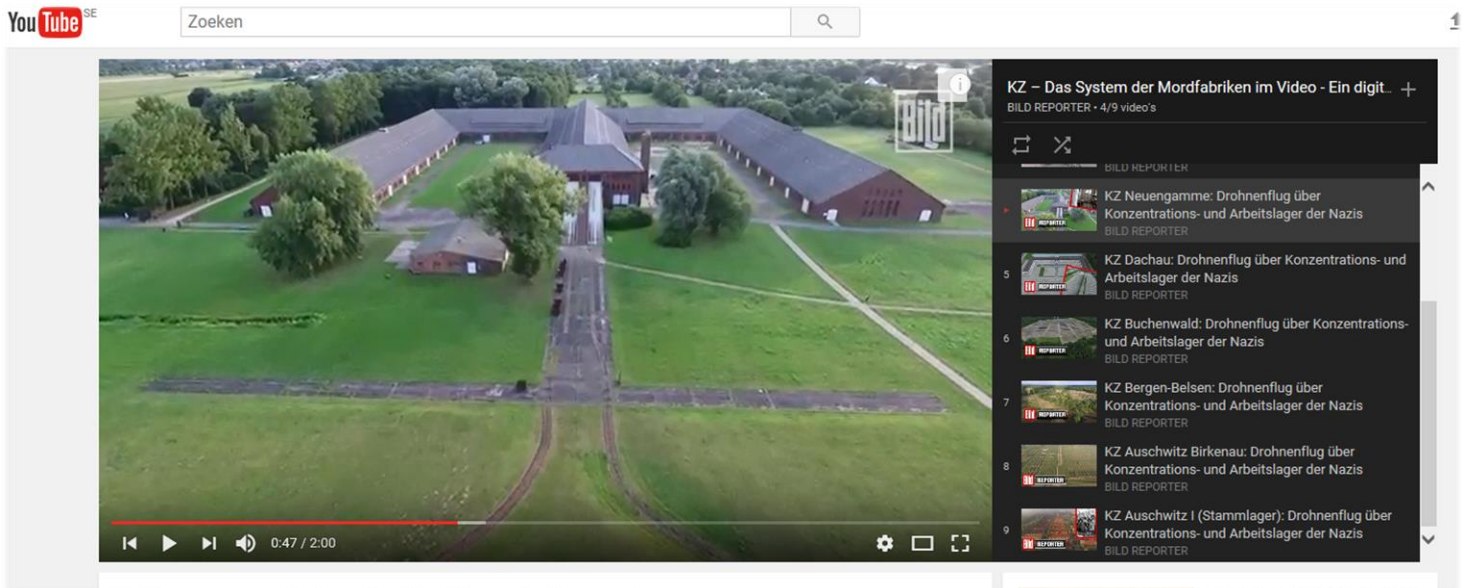 YouTube SE
Zoeken
Bild
0:47 / 2:00
KZ – Das System der Mordfabriken im Video - Ein digit...
BILD REPORTER • 4/9 video's
BILD REPORTER
KZ Neuengamme: Drohnenflug über
Konzentrations- und Arbeitslager der Nazis
BILD REPORTER
5
KZ Dachau: Drohnenflug über Konzentrations- und
Arbeitslager der Nazis
BILD REPORTER
6
KZ Buchenwald: Drohnenflug über Konzentrations-
und Arbeitslager der Nazis
BILD REPORTER
7
KZ Bergen-Belsen: Drohnenflug über
Konzentrations- und Arbeitslager der Nazis
BILD REPORTER
8
KZ Auschwitz Birkenau: Drohnenflug über
Konzentrations- und Arbeitslager der Nazis
BILD REPORTER
9
KZ Auschwitz I (Stammlager): Drohnenflug über
Konzentrations- und Arbeitslager der Nazis
BILD REPORTER